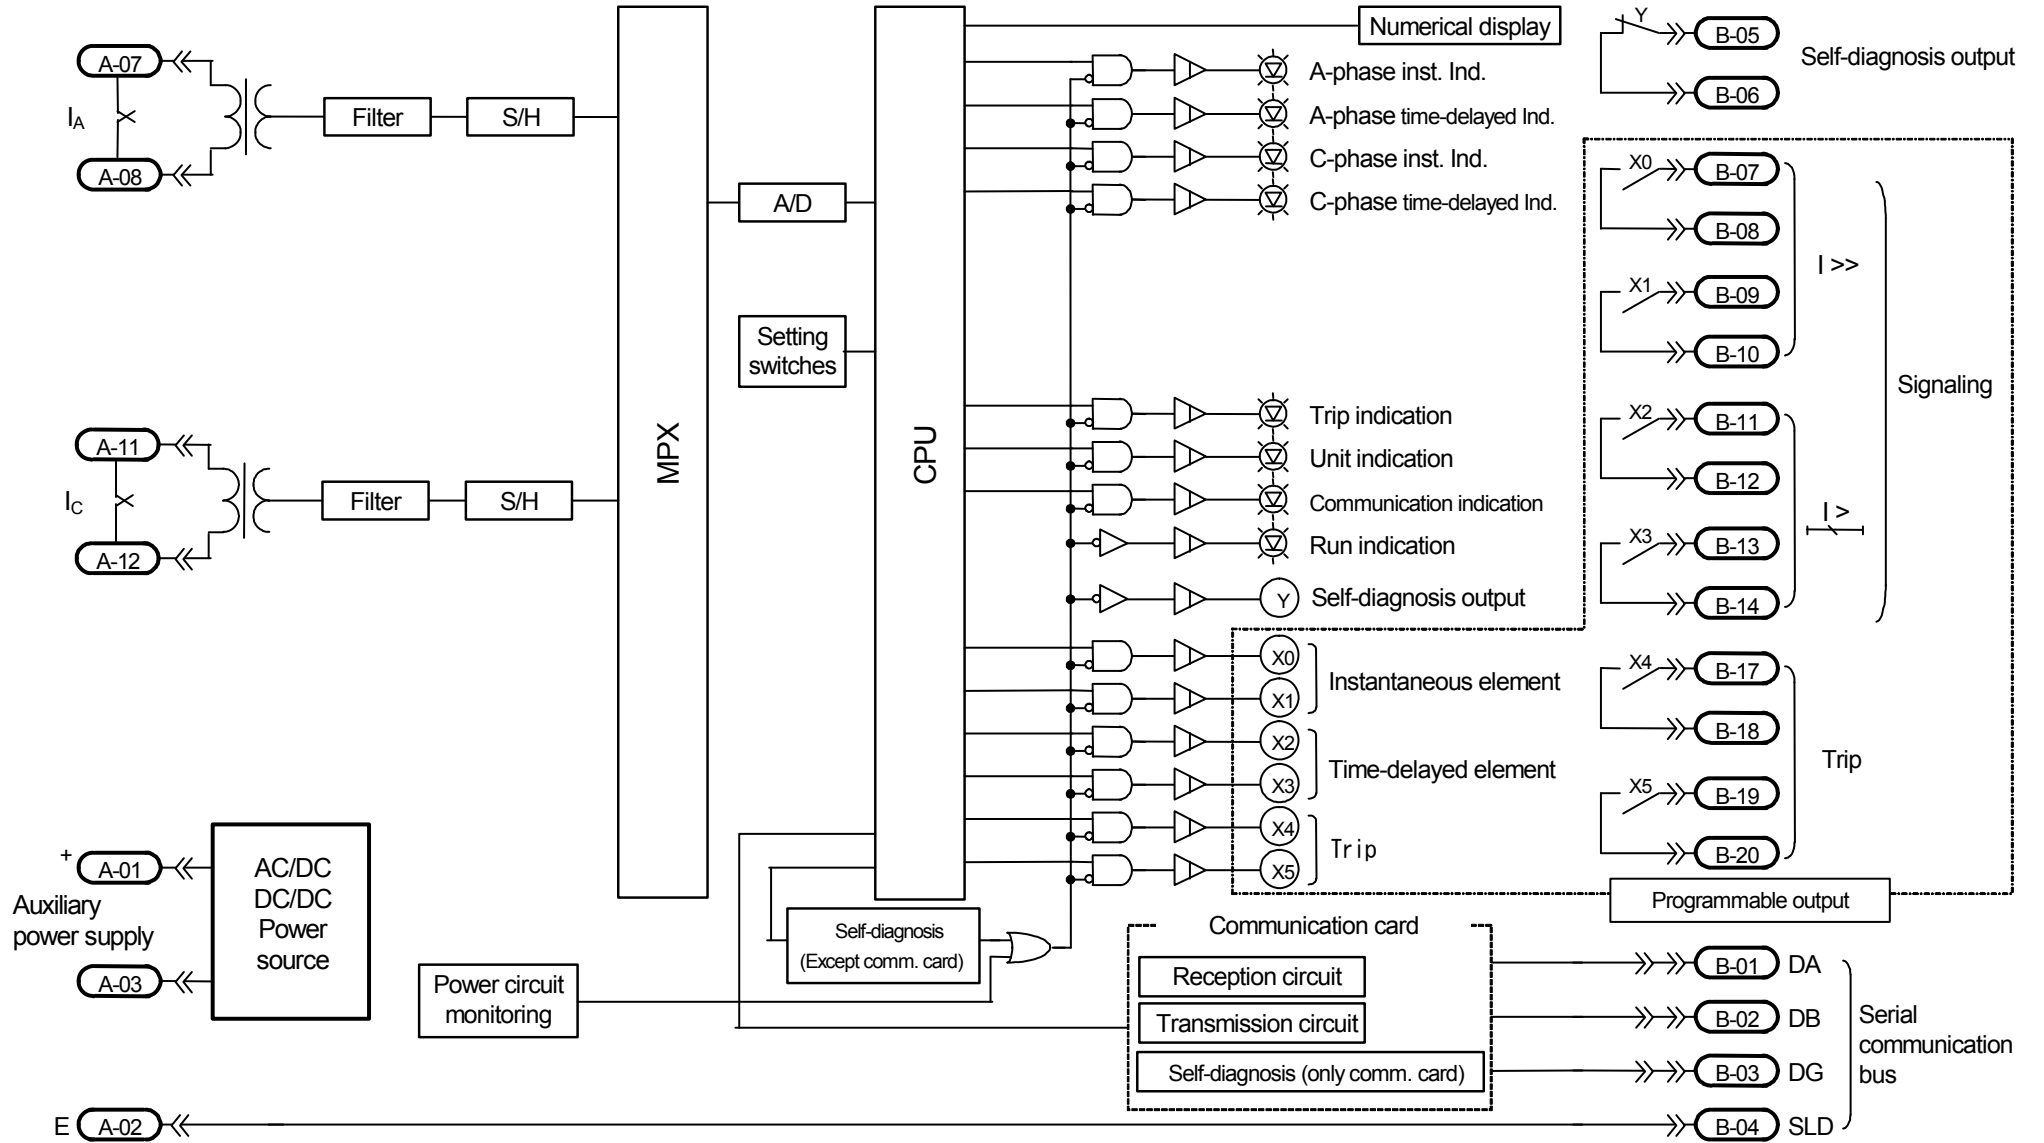 A-07
I_A
A-08
Filter
S/H
A-11
I_C
A-12
Filter
S/H
MPX
A/D
Setting
switches
CPU
+
A-01
Auxiliary
power supply
A-03
AC/DC
DC/DC
Power
source
Power circuit
monitoring
Self-diagnosis
(Except comm. card)
E
A-02
Numerical display
A-phase inst. Ind.
A-phase time-delayed Ind.
C-phase inst. Ind.
C-phase time-delayed Ind.
Trip indication
Unit indication
Communication indication
Run indication
Y
Self-diagnosis output
X0
X1
Instantaneous element
X2
X3
Time-delayed element
X4
X5
Trip
Y
B-05
B-06
Self-diagnosis output
X0
B-07
B-08
X1
B-09
B-10
I >>
X2
B-11
B-12
X3
B-13
B-14
I >
Signaling
X4
B-17
B-18
X5
B-19
B-20
Trip
Programmable output
Communication card
Reception circuit
Transmission circuit
Self-diagnosis (only comm. card)
B-01 DA
B-02 DB
B-03 DG
B-04 SLD
Serial
communication
bus